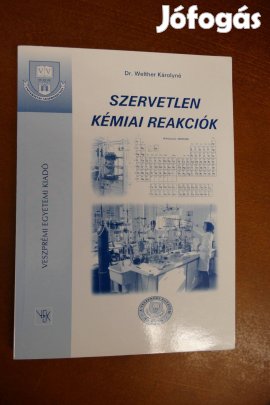 Jófogás
Dr. Walther Károlyné
SZERVETLEN
KÉMIAI REAKCIÓK
VESZPRÉMI EGYETEMI KIADÓ